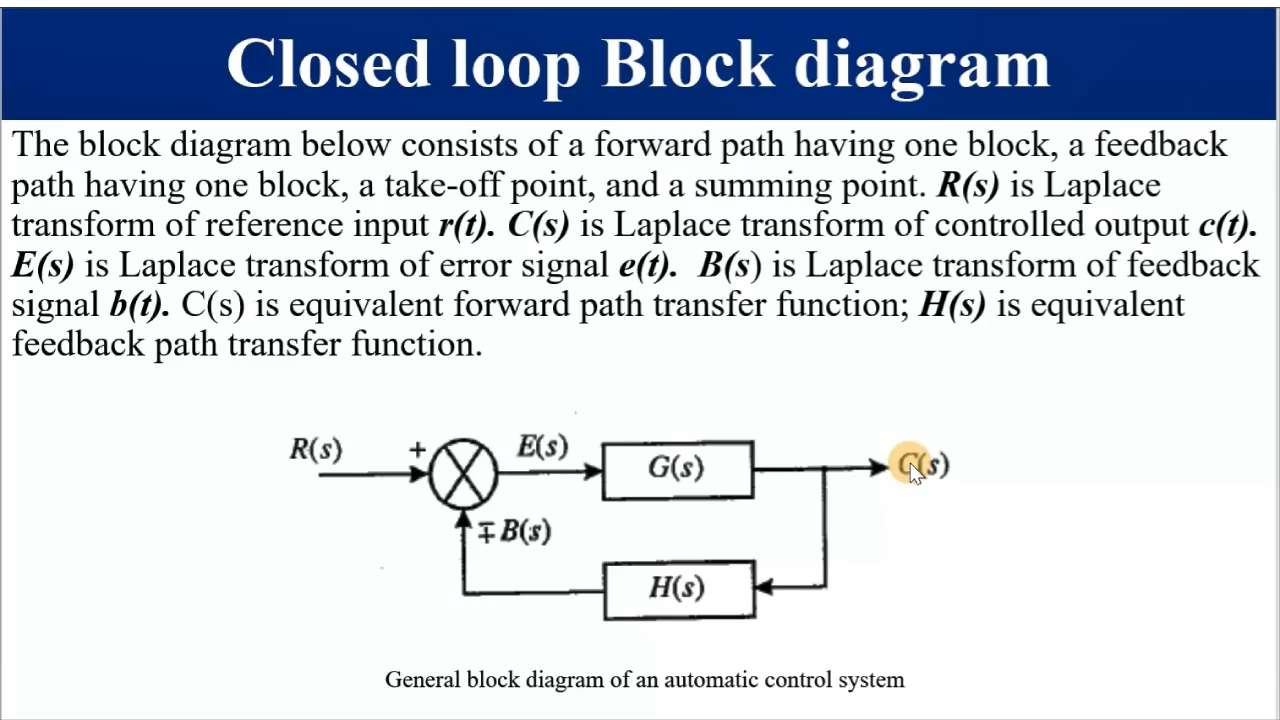 Closed loop Block diagram
The block diagram below consists of a forward path having one block, a feedback
path having one block, a take-off point, and a summing point. R(s) is Laplace
transform of reference input r(t). C(s) is Laplace transform of controlled output c(t).
E(s) is Laplace transform of error signal e(t). B(s) is Laplace transform of feedback
signal b(t). C(s) is equivalent forward path transfer function; H(s) is equivalent
feedback path transfer function.
R(s) + E(s) G(s) C(s)
∓ B(s)
H(s)
General block diagram of an automatic control system